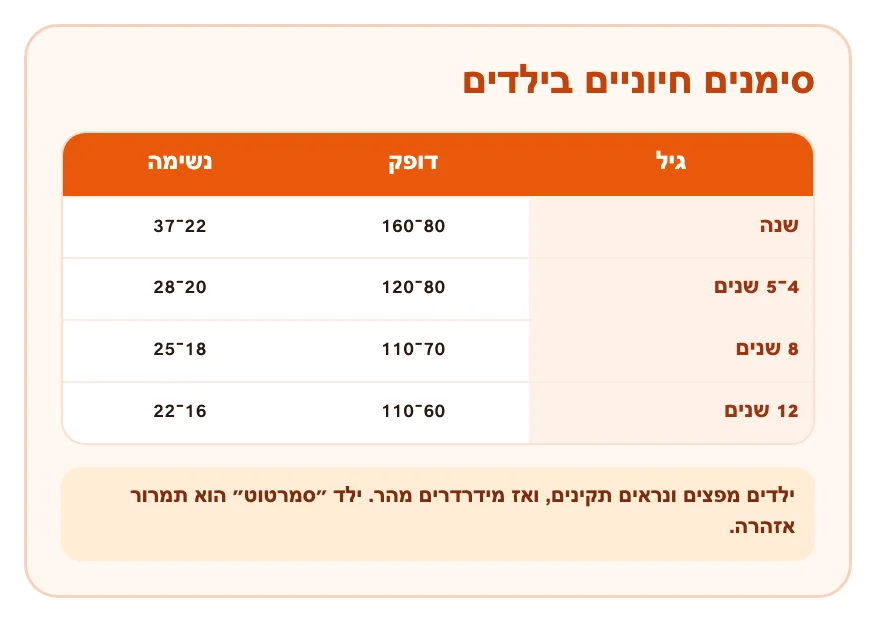 סימנים חיוניים בילדים
גיל דופק נשימה
שנה 80־160 22־37
4־5 שנים 80־120 20־28
8 שנים 70־110 18־25
12 שנים 60־110 16־22
ילדים מפצים ונראים תקינים, ואז מידרדרים מהר. ילד ״סמרטוט״ הוא תמרור
אזהרה.